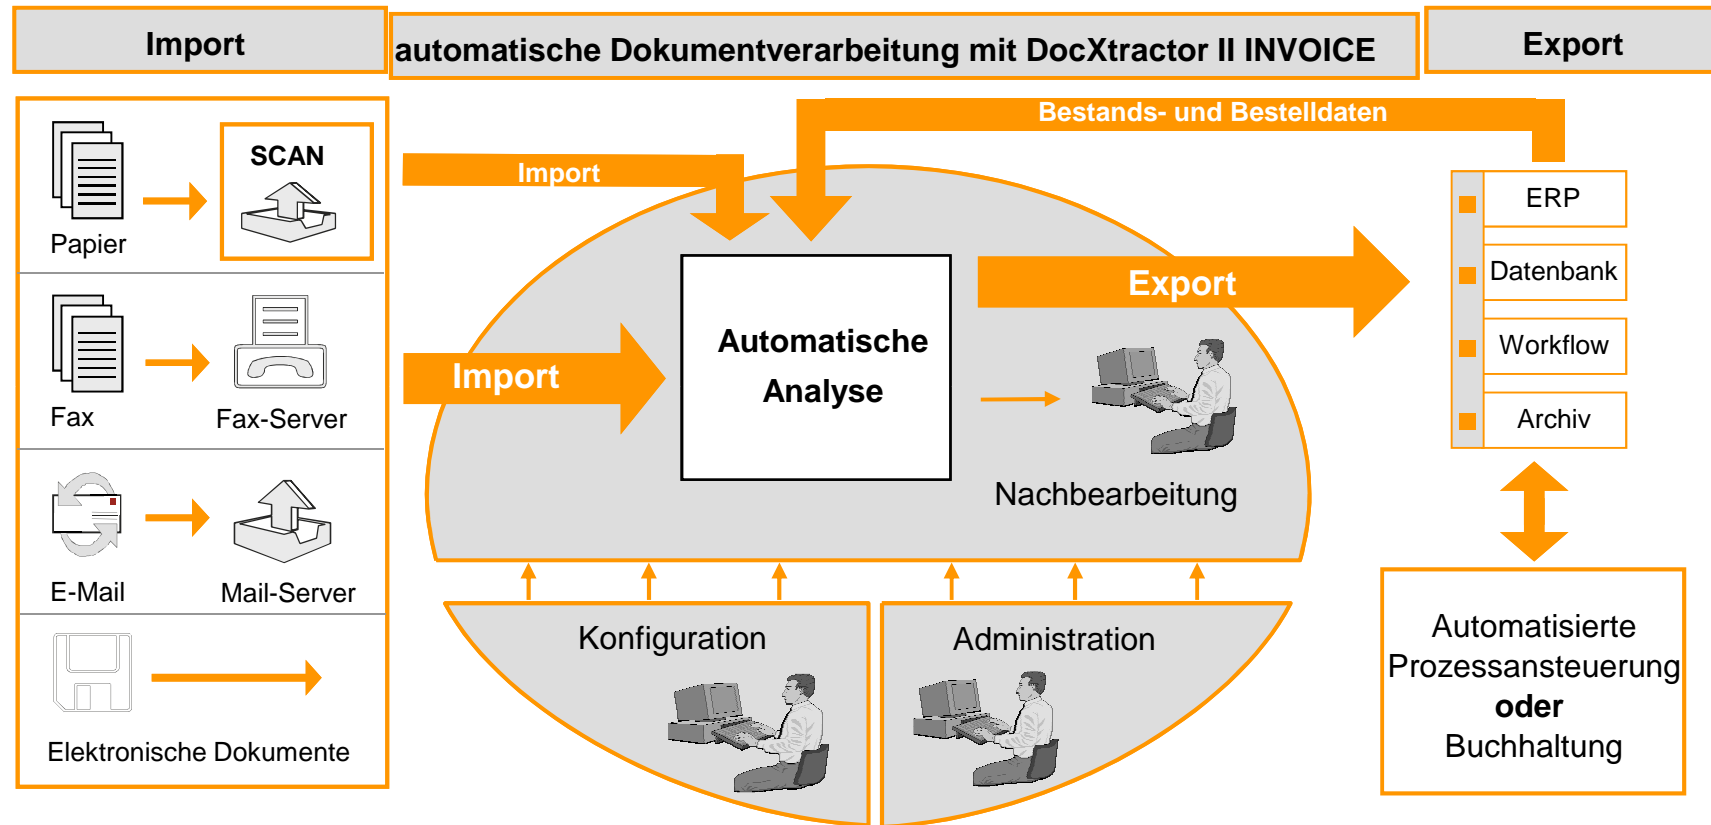 Import
automatische Dokumentverarbeitung mit DocXtractor II INVOICE
Export
SCAN
Papier
Fax
Fax-Server
E-Mail
Mail-Server
Elektronische Dokumente
Import
Bestands- und Bestelldaten
Import
Automatische
Analyse
Export
Nachbearbeitung
Konfiguration
Administration
ERP
Datenbank
Workflow
Archiv
Automatisierte
Prozessansteuerung
oder
Buchhaltung